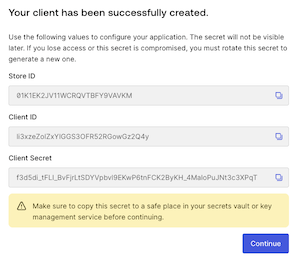 Your client has been successfully created.
Use the following values to configure your application. The secret will not be visible
later. If you lose access or this secret is compromised, you must rotate this secret to
generate a new one.
Store ID
01K1EK2JV11WCRQVTBFY9VAVKM
Client ID
Ii3xzeZolZxYIGGS3OFR52RGowGz2Q4y
Client Secret
f3d5di_tFLI_BvFjrLtSDYVpbvl9EKwP6tnFCK2ByKH_4MaloPuJNt3c3XPqT
Make sure to copy this secret to a safe place in your secrets vault or key
management service before continuing.
Continue